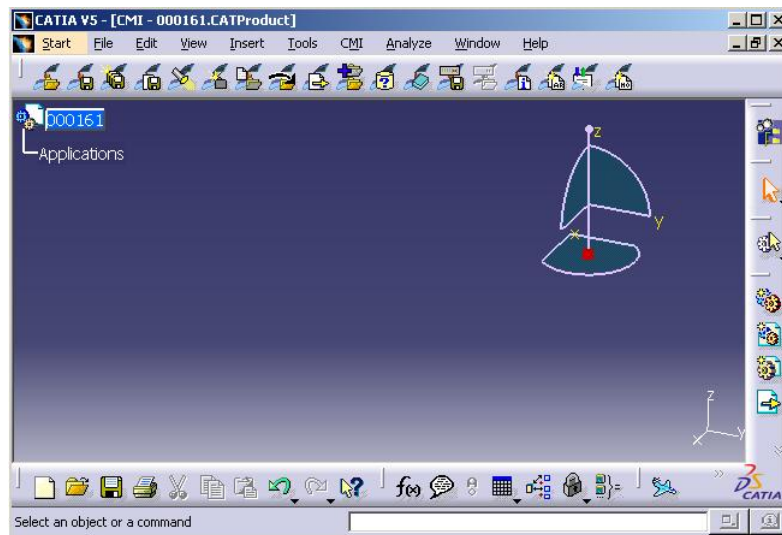 CATIA V5 - [CMI - 000161.CATProduct]
Start File Edit View Insert Tools CMI Analyze Window Help
000161
Applications
z
y
x
z
x
y
f(x)
DS
CATIA
Select an object or a command